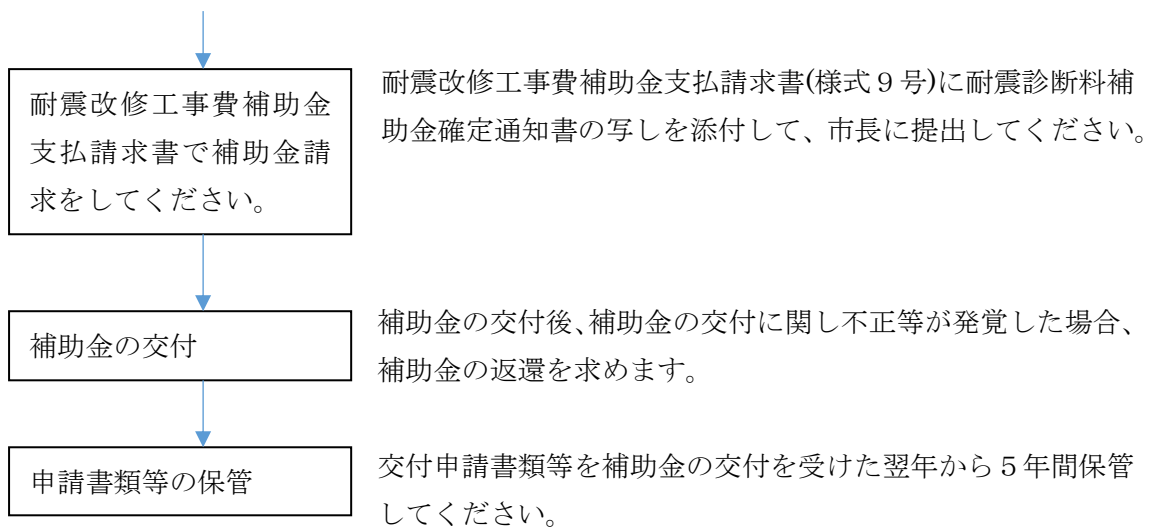 耐震改修工事費補助金
支払請求書で補助金請
求をしてください。
耐震改修工事費補助金支払請求書(様式９号)に耐震診断料補
助金確定通知書の写しを添付して、市長に提出してください。
補助金の交付
補助金の交付後、補助金の交付に関し不正等が発覚した場合、
補助金の返還を求めます。
申請書類等の保管
交付申請書類等を補助金の交付を受けた翌年から５年間保管
してください。